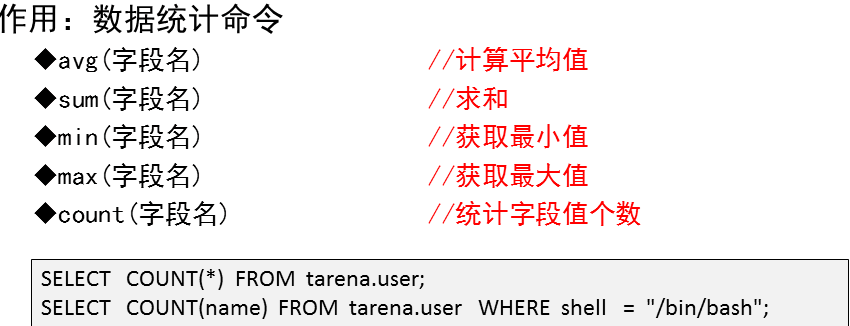 作用：数据统计命令
◆avg(字段名) //计算平均值
◆sum(字段名) //求和
◆min(字段名) //获取最小值
◆max(字段名) //获取最大值
◆count(字段名) //统计字段值个数
SELECT COUNT(*) FROM tarena.user;
SELECT COUNT(name) FROM tarena.user WHERE shell = "/bin/bash";